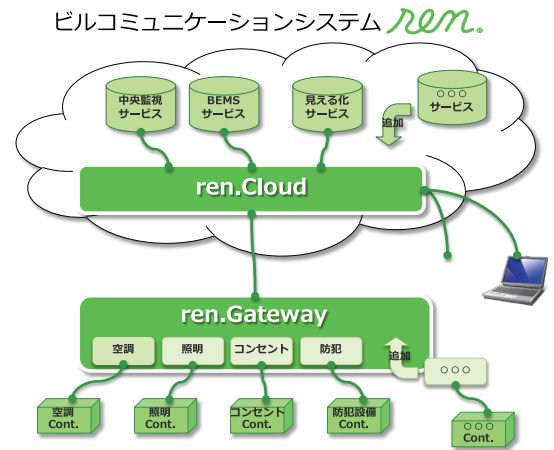 ビルコミュニケーションシステム ren®
中央監視
サービス
BEMS
サービス
見える化
サービス
○○○
サービス
追加
ren.Cloud
ren.Gateway
空調
照明
コンセント
防犯
追加
○○○
空調
Cont.
照明
Cont.
コンセント
Cont.
防犯設備
Cont.
○○○
Cont.